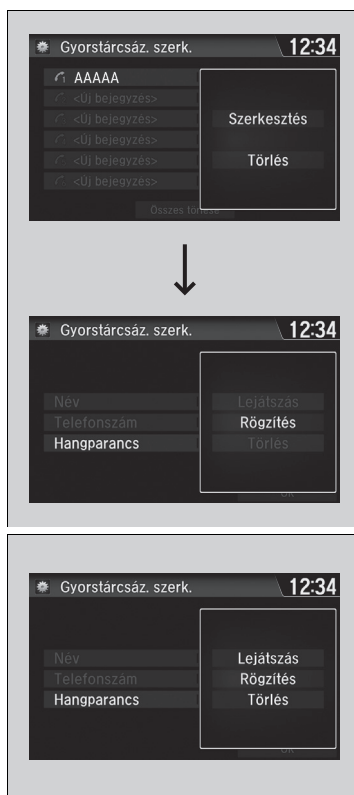 Gyorstárcsáz. szerk. 12:34
AAAAA
<Új bejegyzés>
<Új bejegyzés>
<Új bejegyzés>
<Új bejegyzés>
<Új bejegyzés>
Szerkesztés
Törlés
Összes törlése
Gyorstárcsáz. szerk. 12:34
Név
Telefonszám
Hangparancs
Lejátszás
Rögzítés
Törlés
OK
Gyorstárcsáz. szerk. 12:34
Név
Telefonszám
Hangparancs
Lejátszás
Rögzítés
Törlés
OK